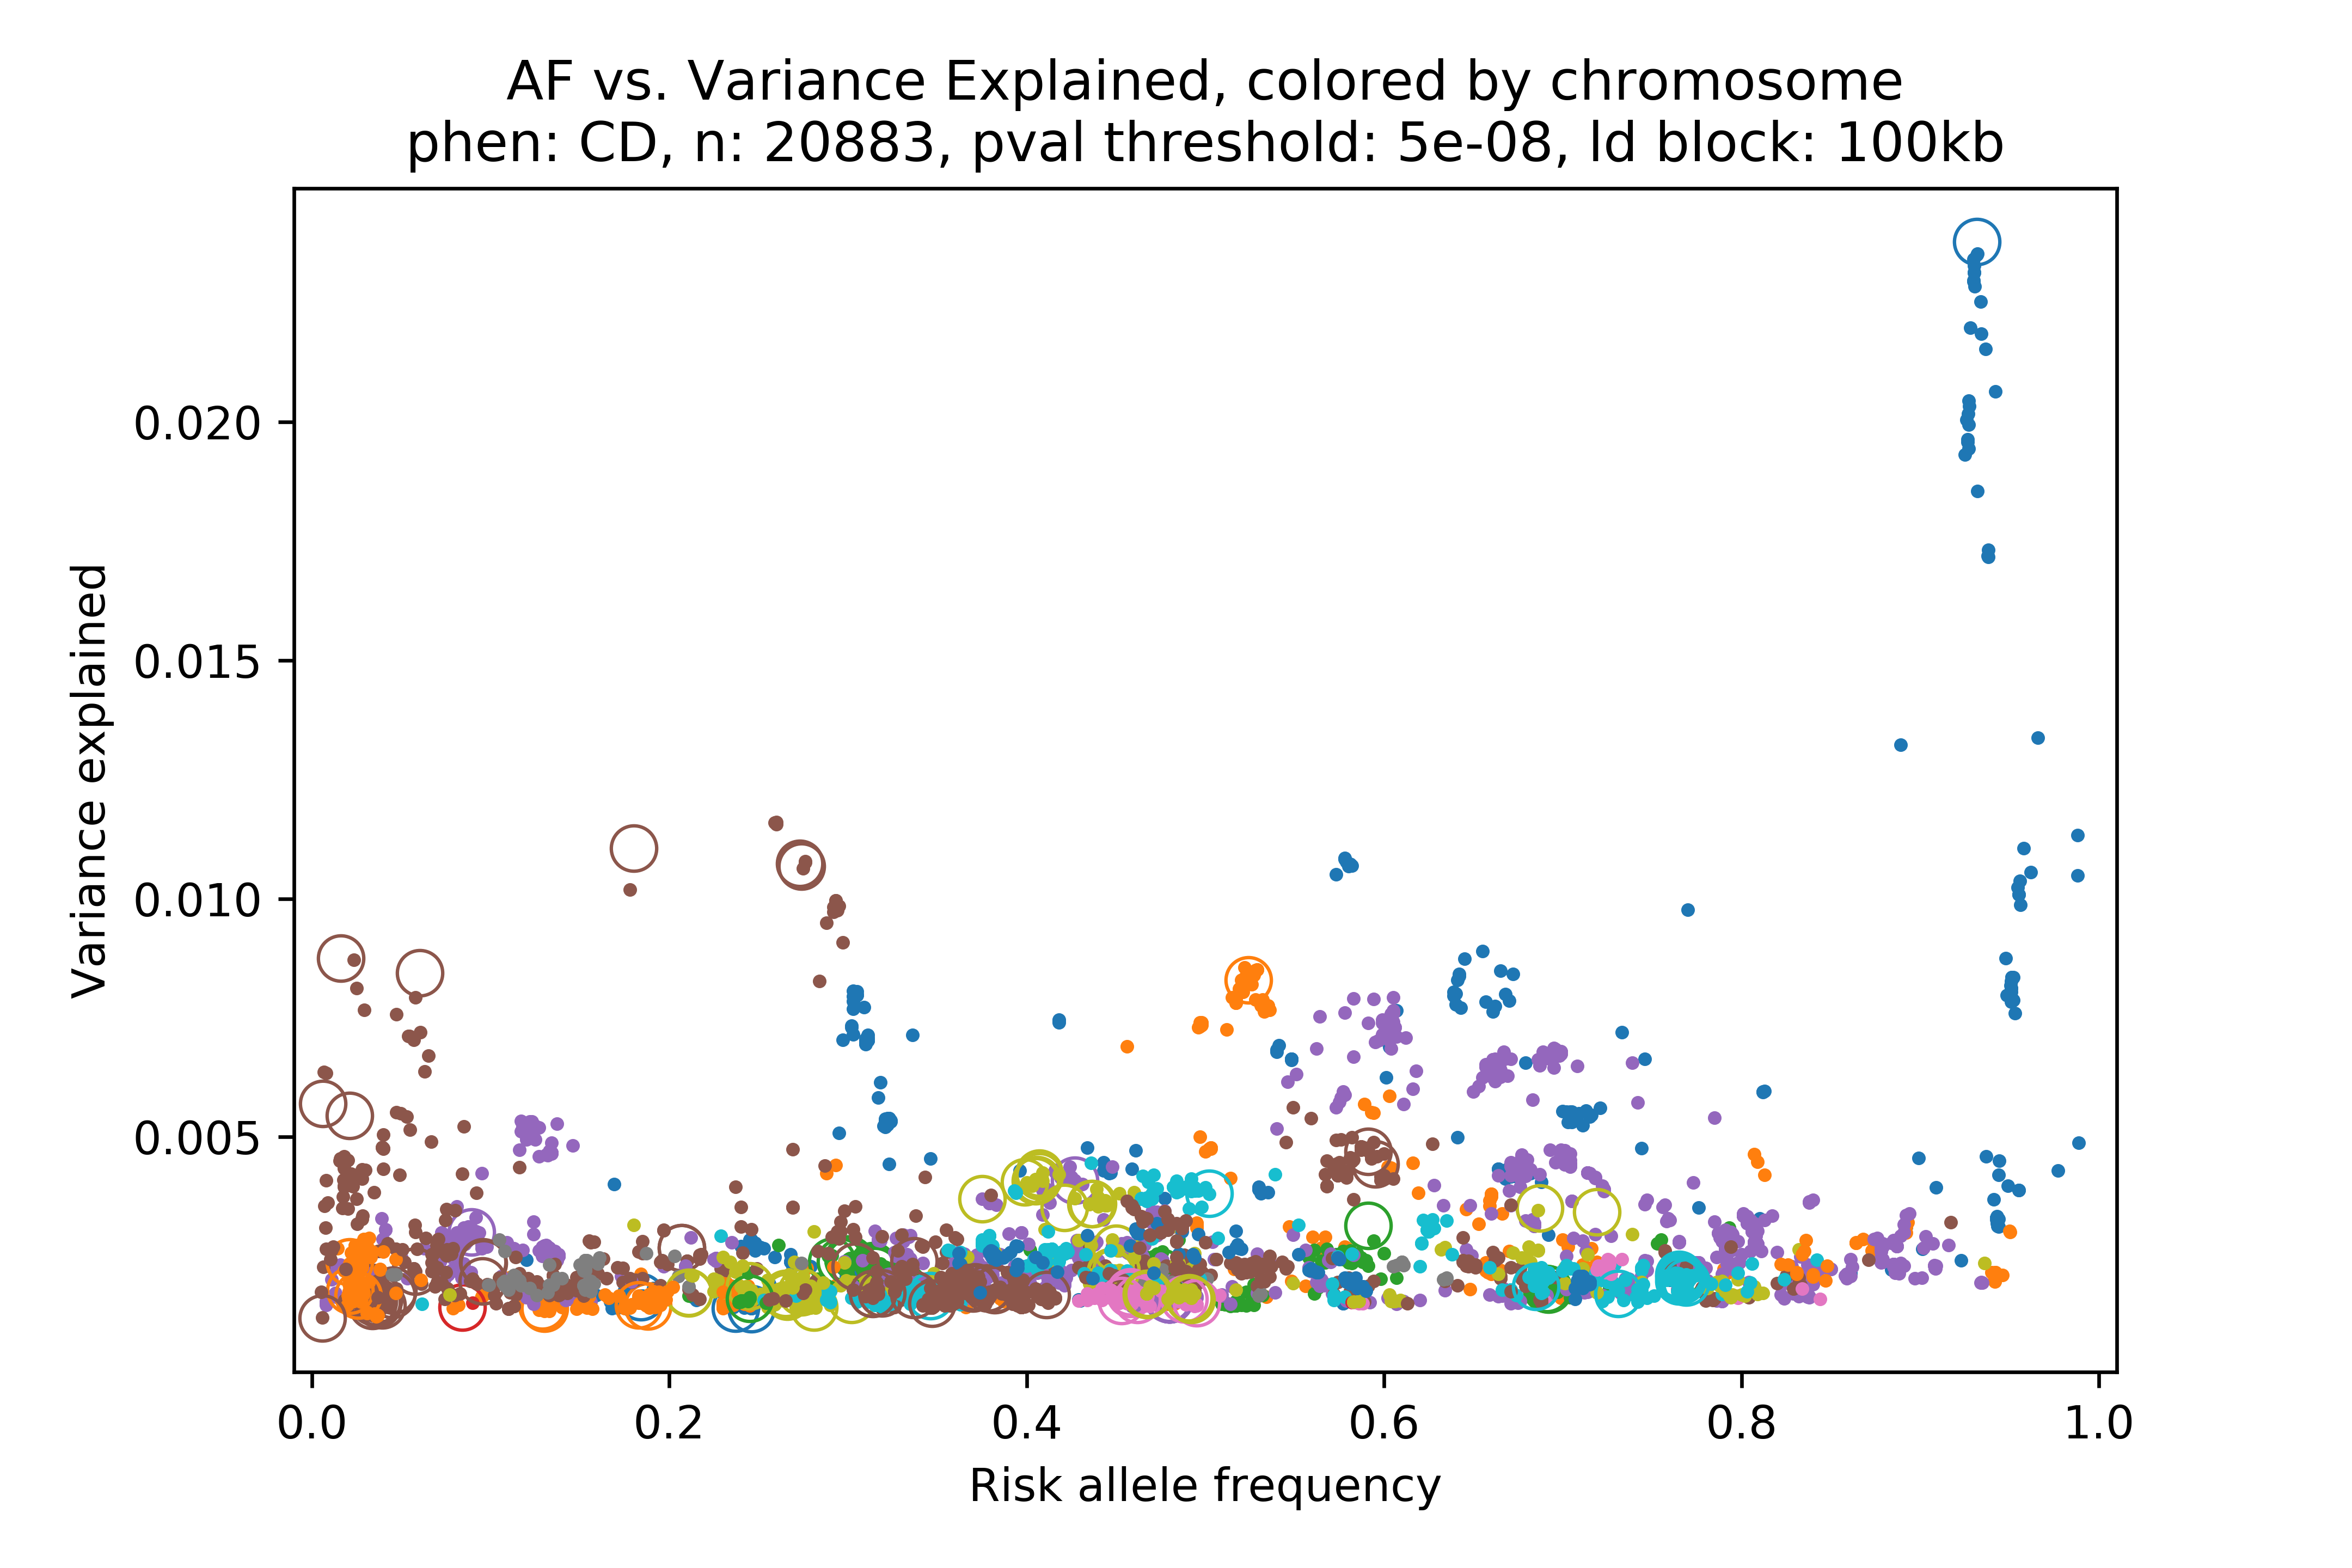 AF vs. Variance Explained, colored by chromosome
phen: CD, n: 20883, pval threshold: 5e-08, ld block: 100kb
Variance explained
0.020
0.015
0.010
0.005
0.0 0.2 0.4 0.6 0.8 1.0
Risk allele frequency